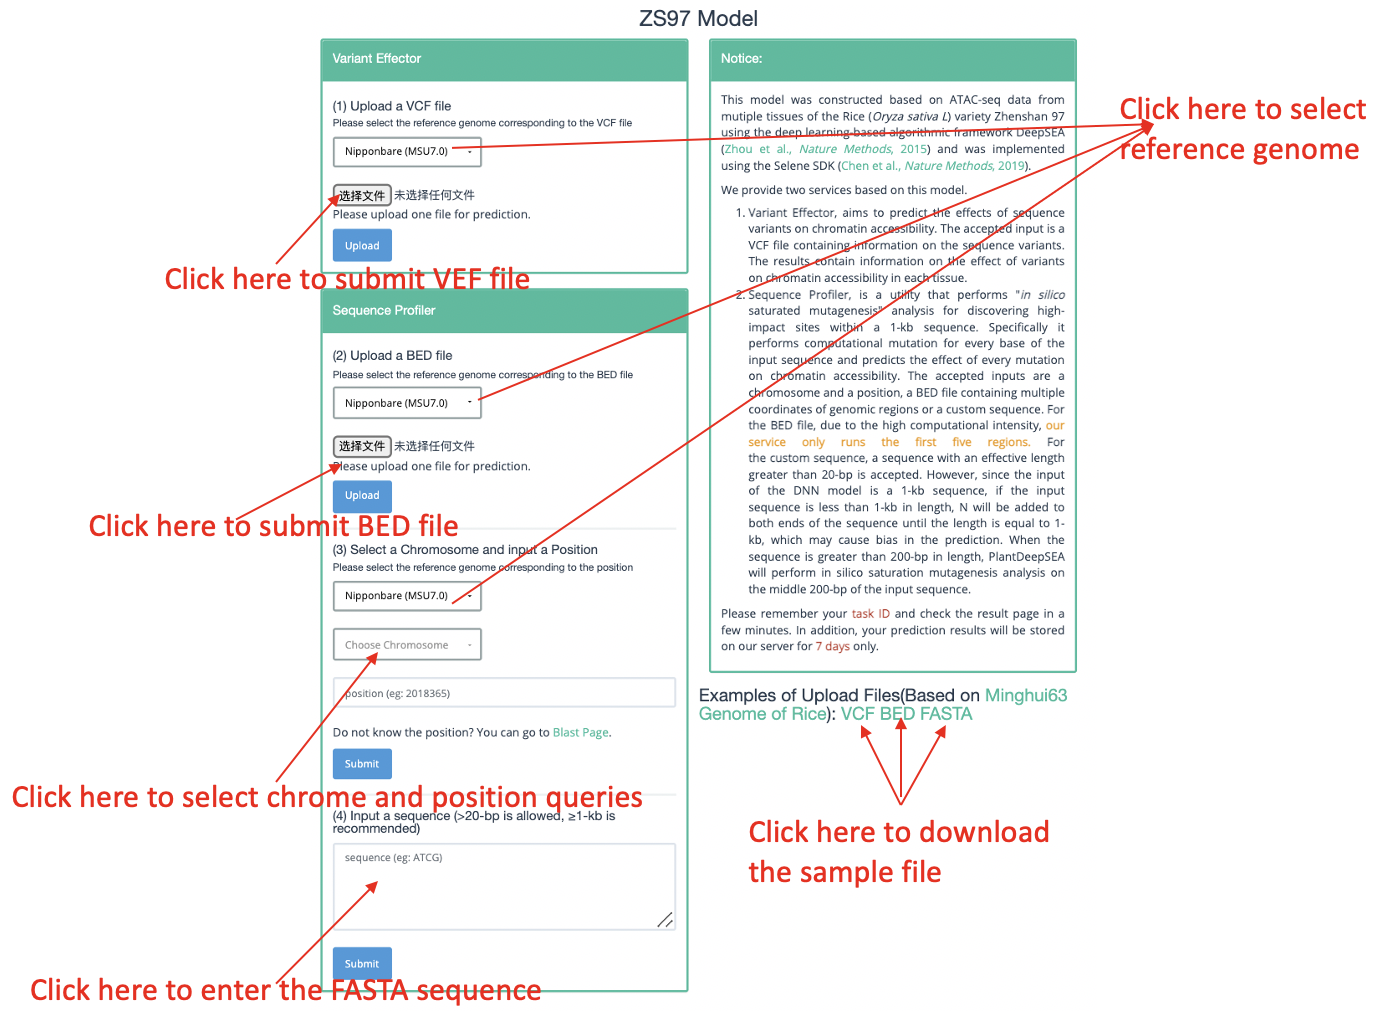 ZS97 Model
Variant Effector
(1) Upload a VCF file
Please select the reference genome corresponding to the VCF file
Nipponbare (MSU7.0)
选择文件 未选择任何文件
Please upload one file for prediction.
Upload
Click here to submit VEF file
Sequence Profiler
(2) Upload a BED file
Please select the reference genome corresponding to the BED file
Nipponbare (MSU7.0)
选择文件 未选择任何文件
Please upload one file for prediction.
Upload
Click here to submit BED file
(3) Select a Chromosome and input a Position
Please select the reference genome corresponding to the position
Nipponbare (MSU7.0)
Choose Chromosome
position (eg: 2018365)
Do not know the position? You can go to Blast Page.
Submit
Click here to select chrome and position queries
(4) Input a sequence (>20-bp is allowed, ≥1-kb is
recommended)
sequence (eg: ATCG)
Submit
Click here to enter the FASTA sequence
Notice:
This model was constructed based on ATAC-seq data from
mutiple tissues of the Rice (Oryza sativa L) variety Zhenshan 97
using the deep learning-based algorithmic framework DeepSEA
(Zhou et al., Nature Methods, 2015) and was implemented
using the Selene SDK (Chen et al., Nature Methods, 2019).
We provide two services based on this model.
1. Variant Effector, aims to predict the effects of sequence
variants on chromatin accessibility. The accepted input is a
VCF file containing information on the sequence variants.
The results contain information on the effect of variants
on chromatin accessibility in each tissue.
2. Sequence Profiler, is a utility that performs "in silico
saturated mutagenesis" analysis for discovering high-
impact sites within a 1-kb sequence. Specifically it
performs computational mutation for every base of the
input sequence and predicts the effect of every mutation
on chromatin accessibility. The accepted inputs are a
chromosome and a position, a BED file containing multiple
coordinates of genomic regions or a custom sequence. For
the BED file, due to the high computational intensity, our
service only runs the first five regions. For
the custom sequence, a sequence with an effective length
greater than 20-bp is accepted. However, since the input
of the DNN model is a 1-kb sequence, if the input
sequence is less than 1-kb in length, N will be added to
both ends of the sequence until the length is equal to 1-
kb, which may cause bias in the prediction. When the
sequence is greater than 200-bp in length, PlantDeepSEA
will perform in silico saturation mutagenesis analysis on
the middle 200-bp of the input sequence.
Please remember your task ID and check the result page in a
few minutes. In addition, your prediction results will be stored
on our server for 7 days only.
Click here to select
reference genome
Examples of Upload Files(Based on Minghui63
Genome of Rice): VCF BED FASTA
Click here to download
the sample file